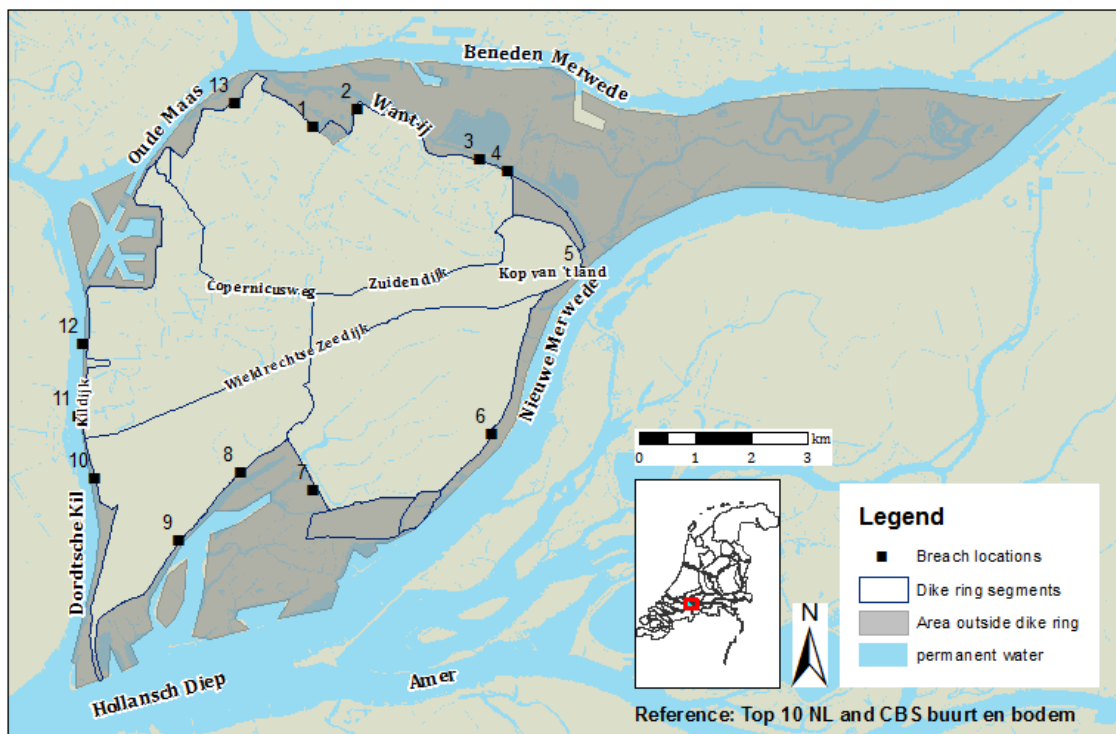 Beneden Merwede
Oude Maas
13
1
2
Want-ij
3
4
5
Kop van 't land
Zuidendijk
Copernicusweg
Wieldrechtse Zeedijk
Nieuwe Merwede
12
Kildijk
11
10
6
8
7
9
Dordtsche Kil
Hollansch Diep
Amer
km
0 1 2 3
N
Legend
Breach locations
Dike ring segments
Area outside dike ring
permanent water
Reference: Top 10 NL and CBS buurt en bodem